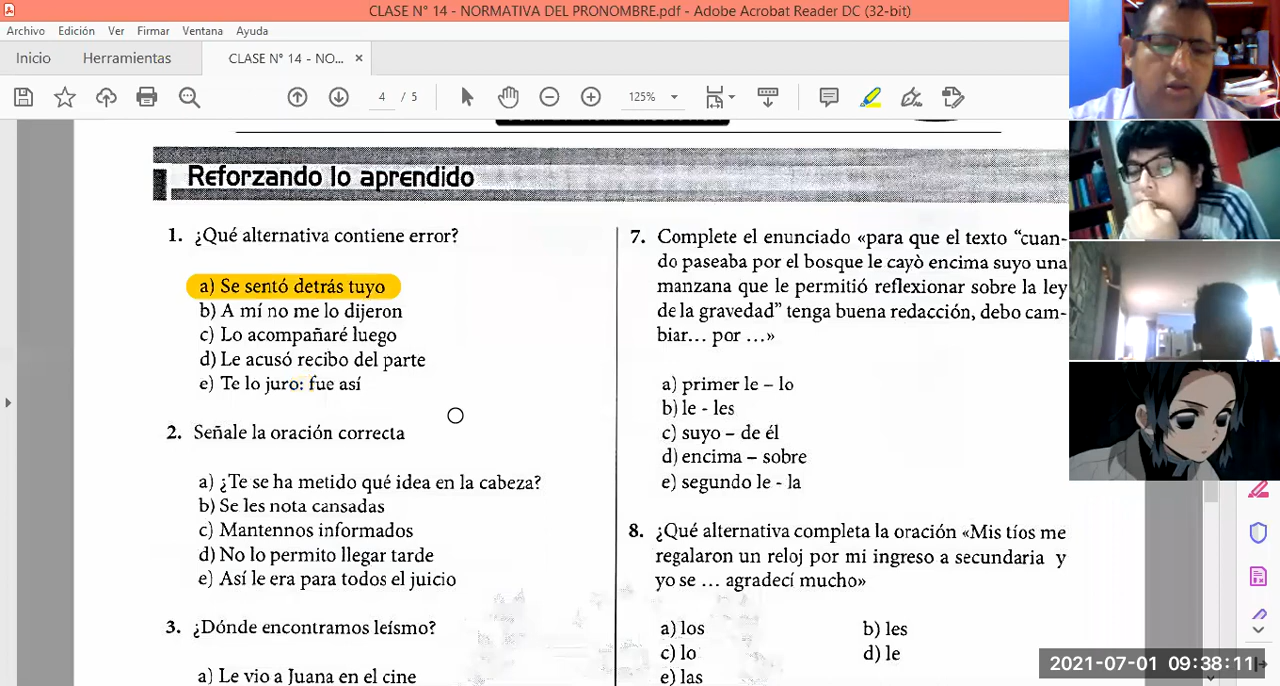 CLASE N° 14 - NORMATIVA DEL PRONOMBRE.pdf - Adobe Acrobat Reader DC (32-bit)
Archivo Edición Ver Firmar Ventana Ayuda
Inicio Herramientas CLASE N° 14 - NO... ×
4 / 5 125%
Reforzando lo aprendido
1. ¿Qué alternativa contiene error?
a) Se sentó detrás tuyo
b) A mí no me lo dijeron
c) Lo acompañaré luego
d) Le acusó recibo del parte
e) Te lo juro: fue así
2. Señale la oración correcta
a) ¿Te se ha metido qué idea en la cabeza?
b) Se les nota cansadas
c) Mantennos informados
d) No lo permito llegar tarde
e) Así le era para todos el juicio
3. ¿Dónde encontramos leísmo?
a) Le vio a Juana en el cine
7. Complete el enunciado «para que el texto “cuan-
do paseaba por el bosque le cayò encima suyo una
manzana que le permitió reflexionar sobre la ley
de la gravedad” tenga buena redacción, debo cam-
biar... por ...»
a) primer le – lo
b) le - les
c) suyo – de él
d) encima – sobre
e) segundo le - la
8. ¿Qué alternativa completa la oración «Mis tíos me
regalaron un reloj por mi ingreso a secundaria y
yo se ... agradecí mucho»
a) los b) les
c) lo d) le
e) las
2021-07-01 09:38:11